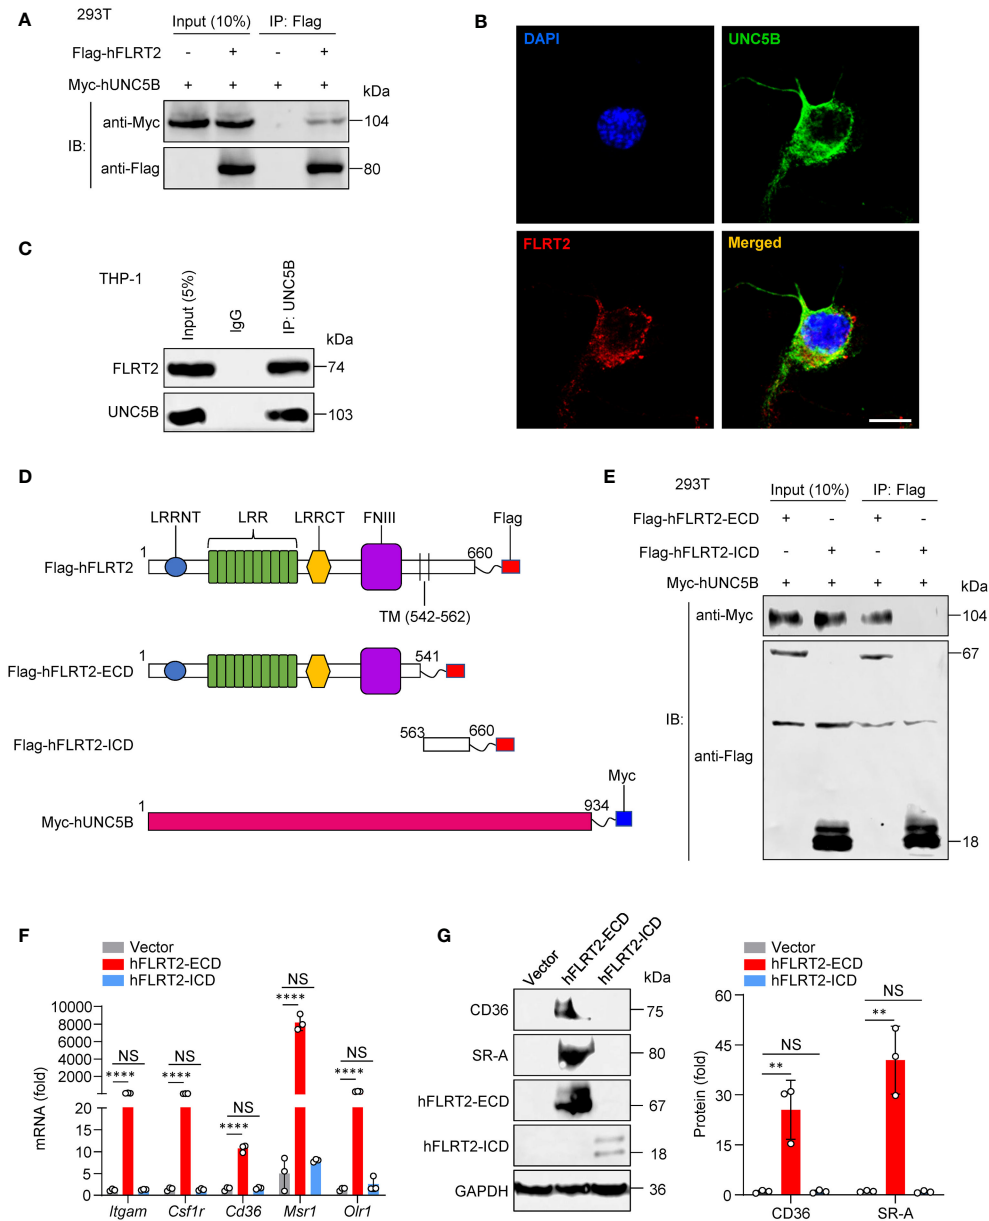 A
293T
Input (10%) IP: Flag
Flag-hFLRT2 - + - +
Myc-hUNC5B + + + +
kDa
IB:
anti-Myc 104
anti-Flag 80
B
DAPI
UNC5B
FLRT2
Merged
C
THP-1
Input (5%)
IgG
IP: UNC5B
kDa
FLRT2 74
UNC5B 103
D
LRRNT LRR LRRCT FNIII Flag
1 660
Flag-hFLRT2
TM (542-562)
1 541
Flag-hFLRT2-ECD
563 660
Flag-hFLRT2-ICD
Myc
1 934
Myc-hUNC5B
E
293T
Input (10%) IP: Flag
Flag-hFLRT2-ECD + - + -
Flag-hFLRT2-ICD - + - +
Myc-hUNC5B + + + +
kDa
anti-Myc 104
67
IB:
anti-Flag
18
F
Vector
hFLRT2-ECD
hFLRT2-ICD
mRNA (fold)
10000
8000
6000
4000
2000
20
15
10
5
0
NS
****
NS
****
NS
****
NS
****
NS
****
Itgam Csf1r Cd36 Msr1 Olr1
G
Vector
hFLRT2-ECD
hFLRT2-ICD
kDa
CD36 75
SR-A 80
hFLRT2-ECD 67
hFLRT2-ICD 18
GAPDH 36
Vector
hFLRT2-ECD
hFLRT2-ICD
Protein (fold)
60
45
30
15
0
NS
**
NS
**
CD36 SR-A